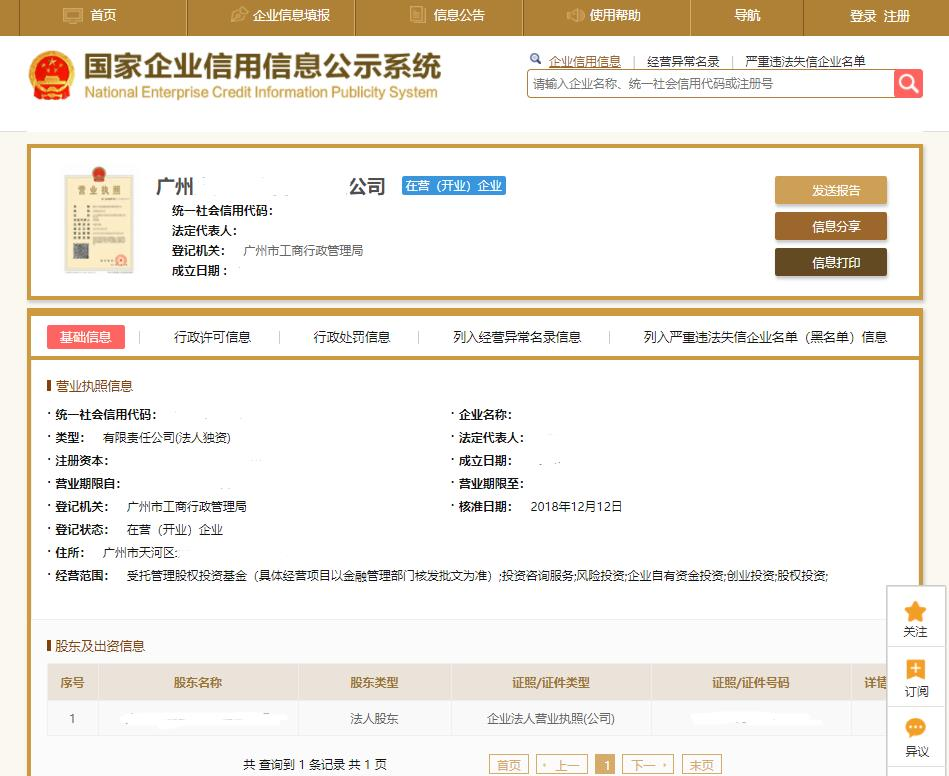 首页 企业信息填报 信息公告 使用帮助 导航 登录 注册
国家企业信用信息公示系统
National Enterprise Credit Information Publicity System
企业信用信息 | 经营异常名录 | 严重违法失信企业名单
请输入企业名称、统一社会信用代码或注册号
营业执照
广州 公司 在营（开业）企业
统一社会信用代码：
法定代表人：
登记机关： 广州市工商行政管理局
成立日期：
发送报告
信息分享
信息打印
基础信息 行政许可信息 行政处罚信息 列入经营异常名录信息 列入严重违法失信企业名单（黑名单）信息
营业执照信息
· 统一社会信用代码： · 企业名称：
· 类型： 有限责任公司(法人独资) · 法定代表人：
· 注册资本： · 成立日期：
· 营业期限自： · 营业期限至：
· 登记机关： 广州市工商行政管理局 · 核准日期： 2018年12月12日
· 登记状态： 在营（开业）企业
· 住所： 广州市天河区:
· 经营范围： 受托管理股权投资基金（具体经营项目以金融管理部门核发批文为准）;投资咨询服务;风险投资;企业自有资金投资;创业投资;股权投资;
股东及出资信息
序号 股东名称 股东类型 证照/证件类型 证照/证件号码 详情
1 法人股东 企业法人营业执照(公司)
共 查询到 1 条记录 共 1 页 首页 上一 1 下一 末页
关注
订阅
异议